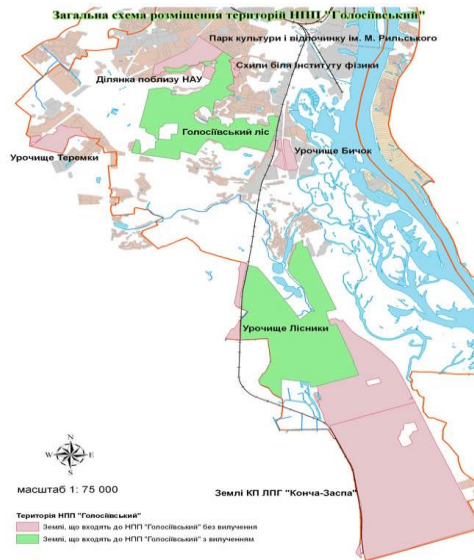 Загальна схема розміщення територій НПП "Голосіївський"
Парк культури і відпочинку ім. М. Рильського
Схили біля Інституту фізики
Ділянка поблизу НАУ
Голосіївський ліс
Урочище Теремки
Урочище Бичок
Урочище Лісники
N
W E
S
масштаб 1: 75 000
Землі КП ЛПГ "Конча-Заспа"
Територія НПП "Голосіївський"
Землі, що входять до НПП "Голосіївський" без вилучення
Землі, що входять до НПП "Голосіївський" з вилученням